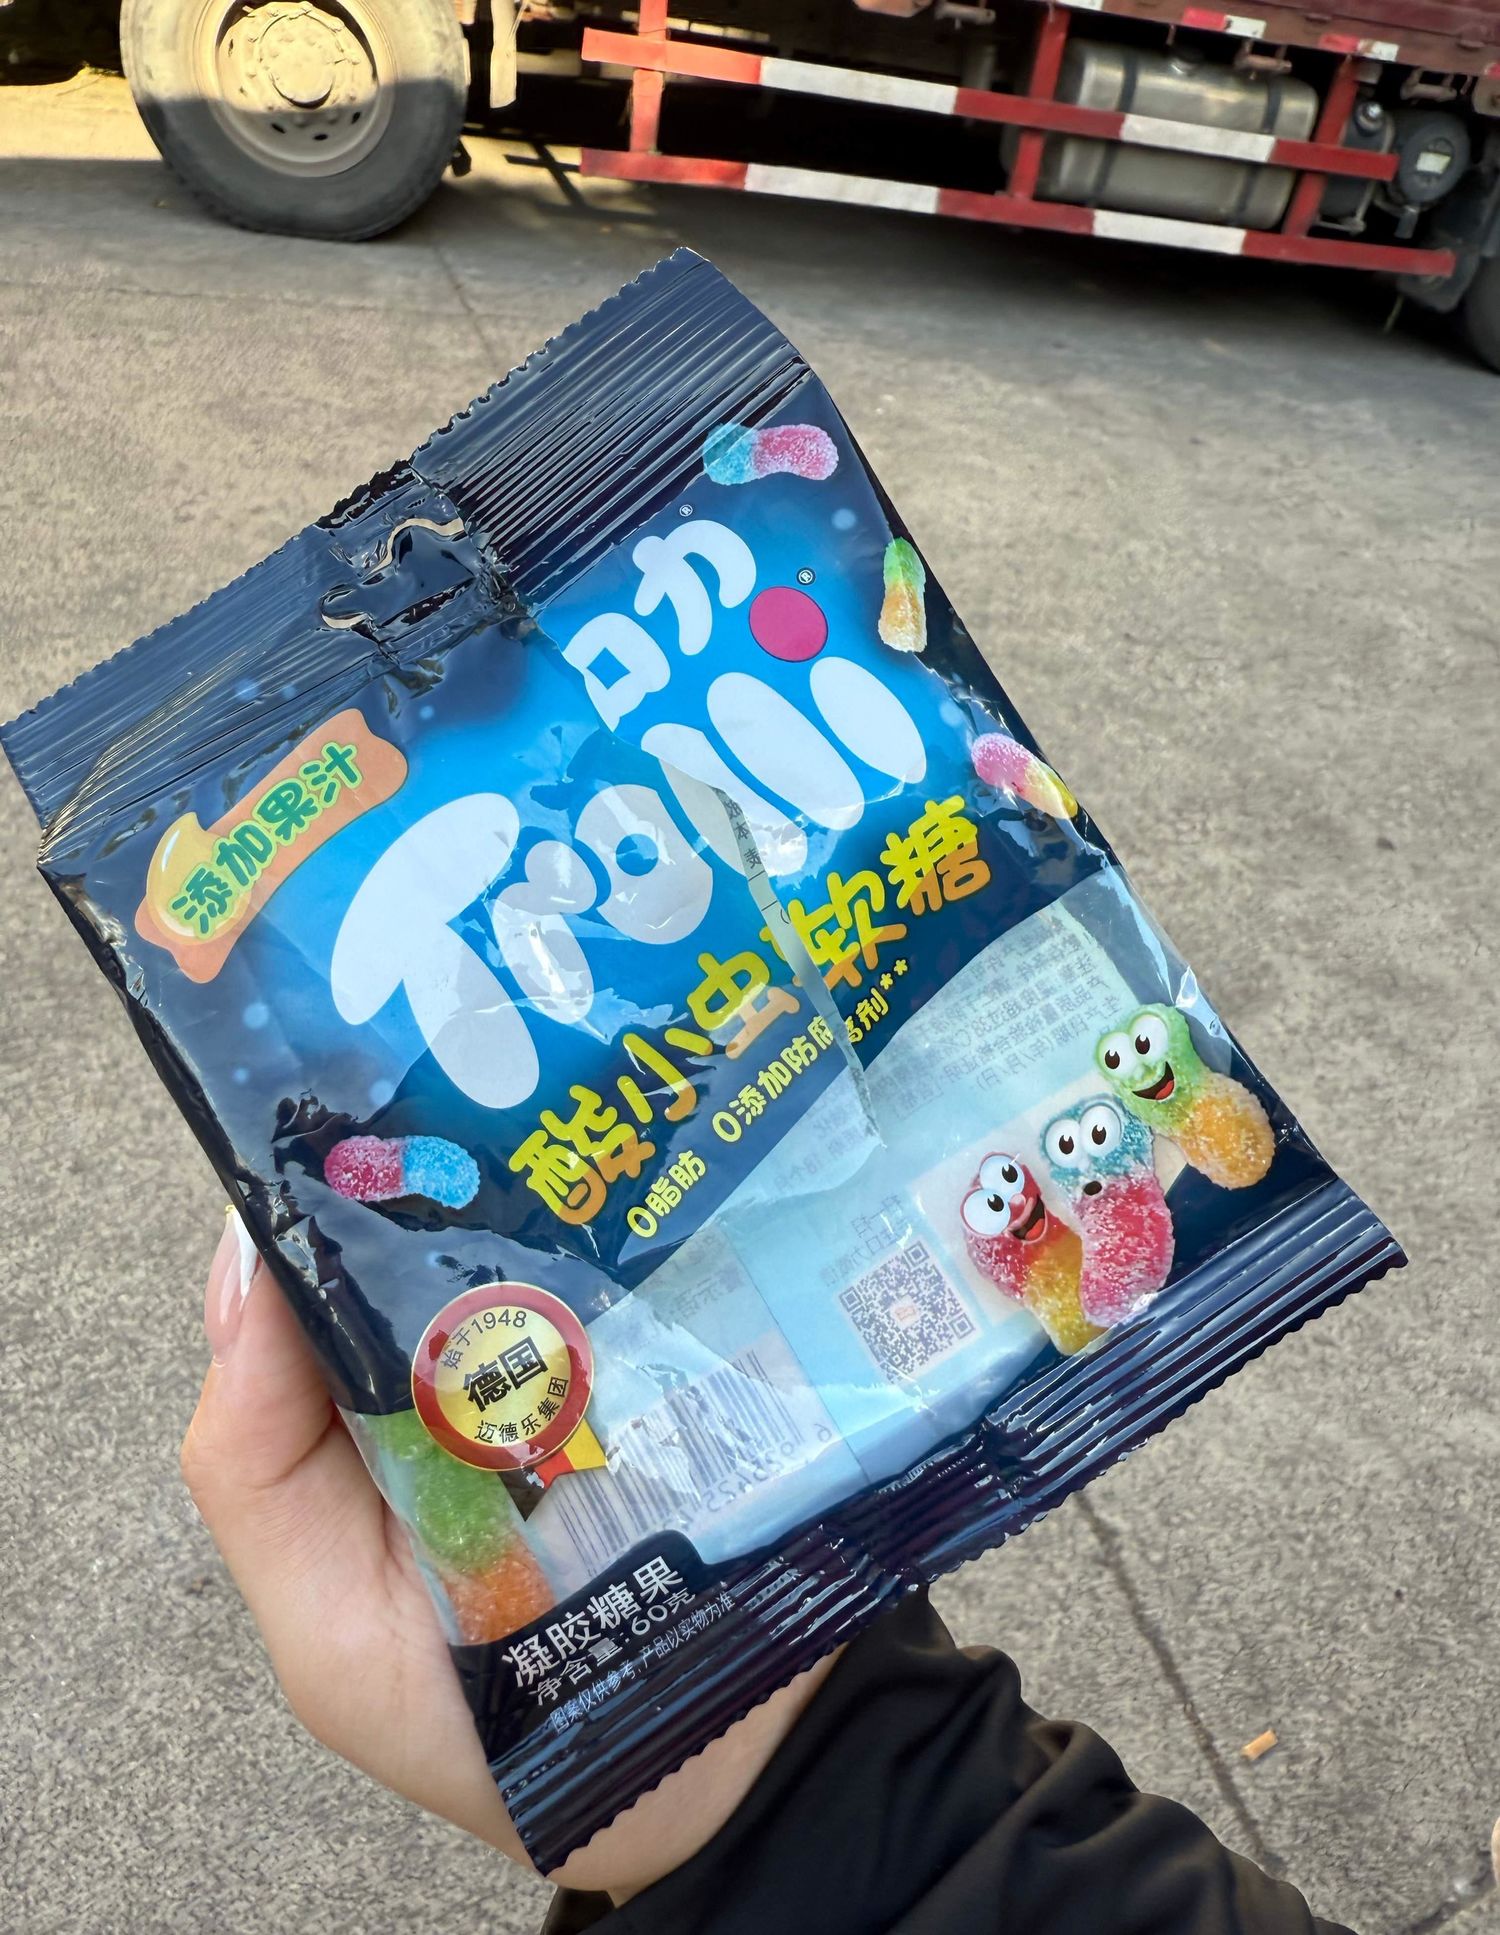 口力®
Trolli®
添加果汁
酸小虫软糖
0脂肪 0添加防腐剂**
始于1948
德国
迈德乐集团
凝胶糖果
净含量:60克
图案仅供参考,产品以实物为准